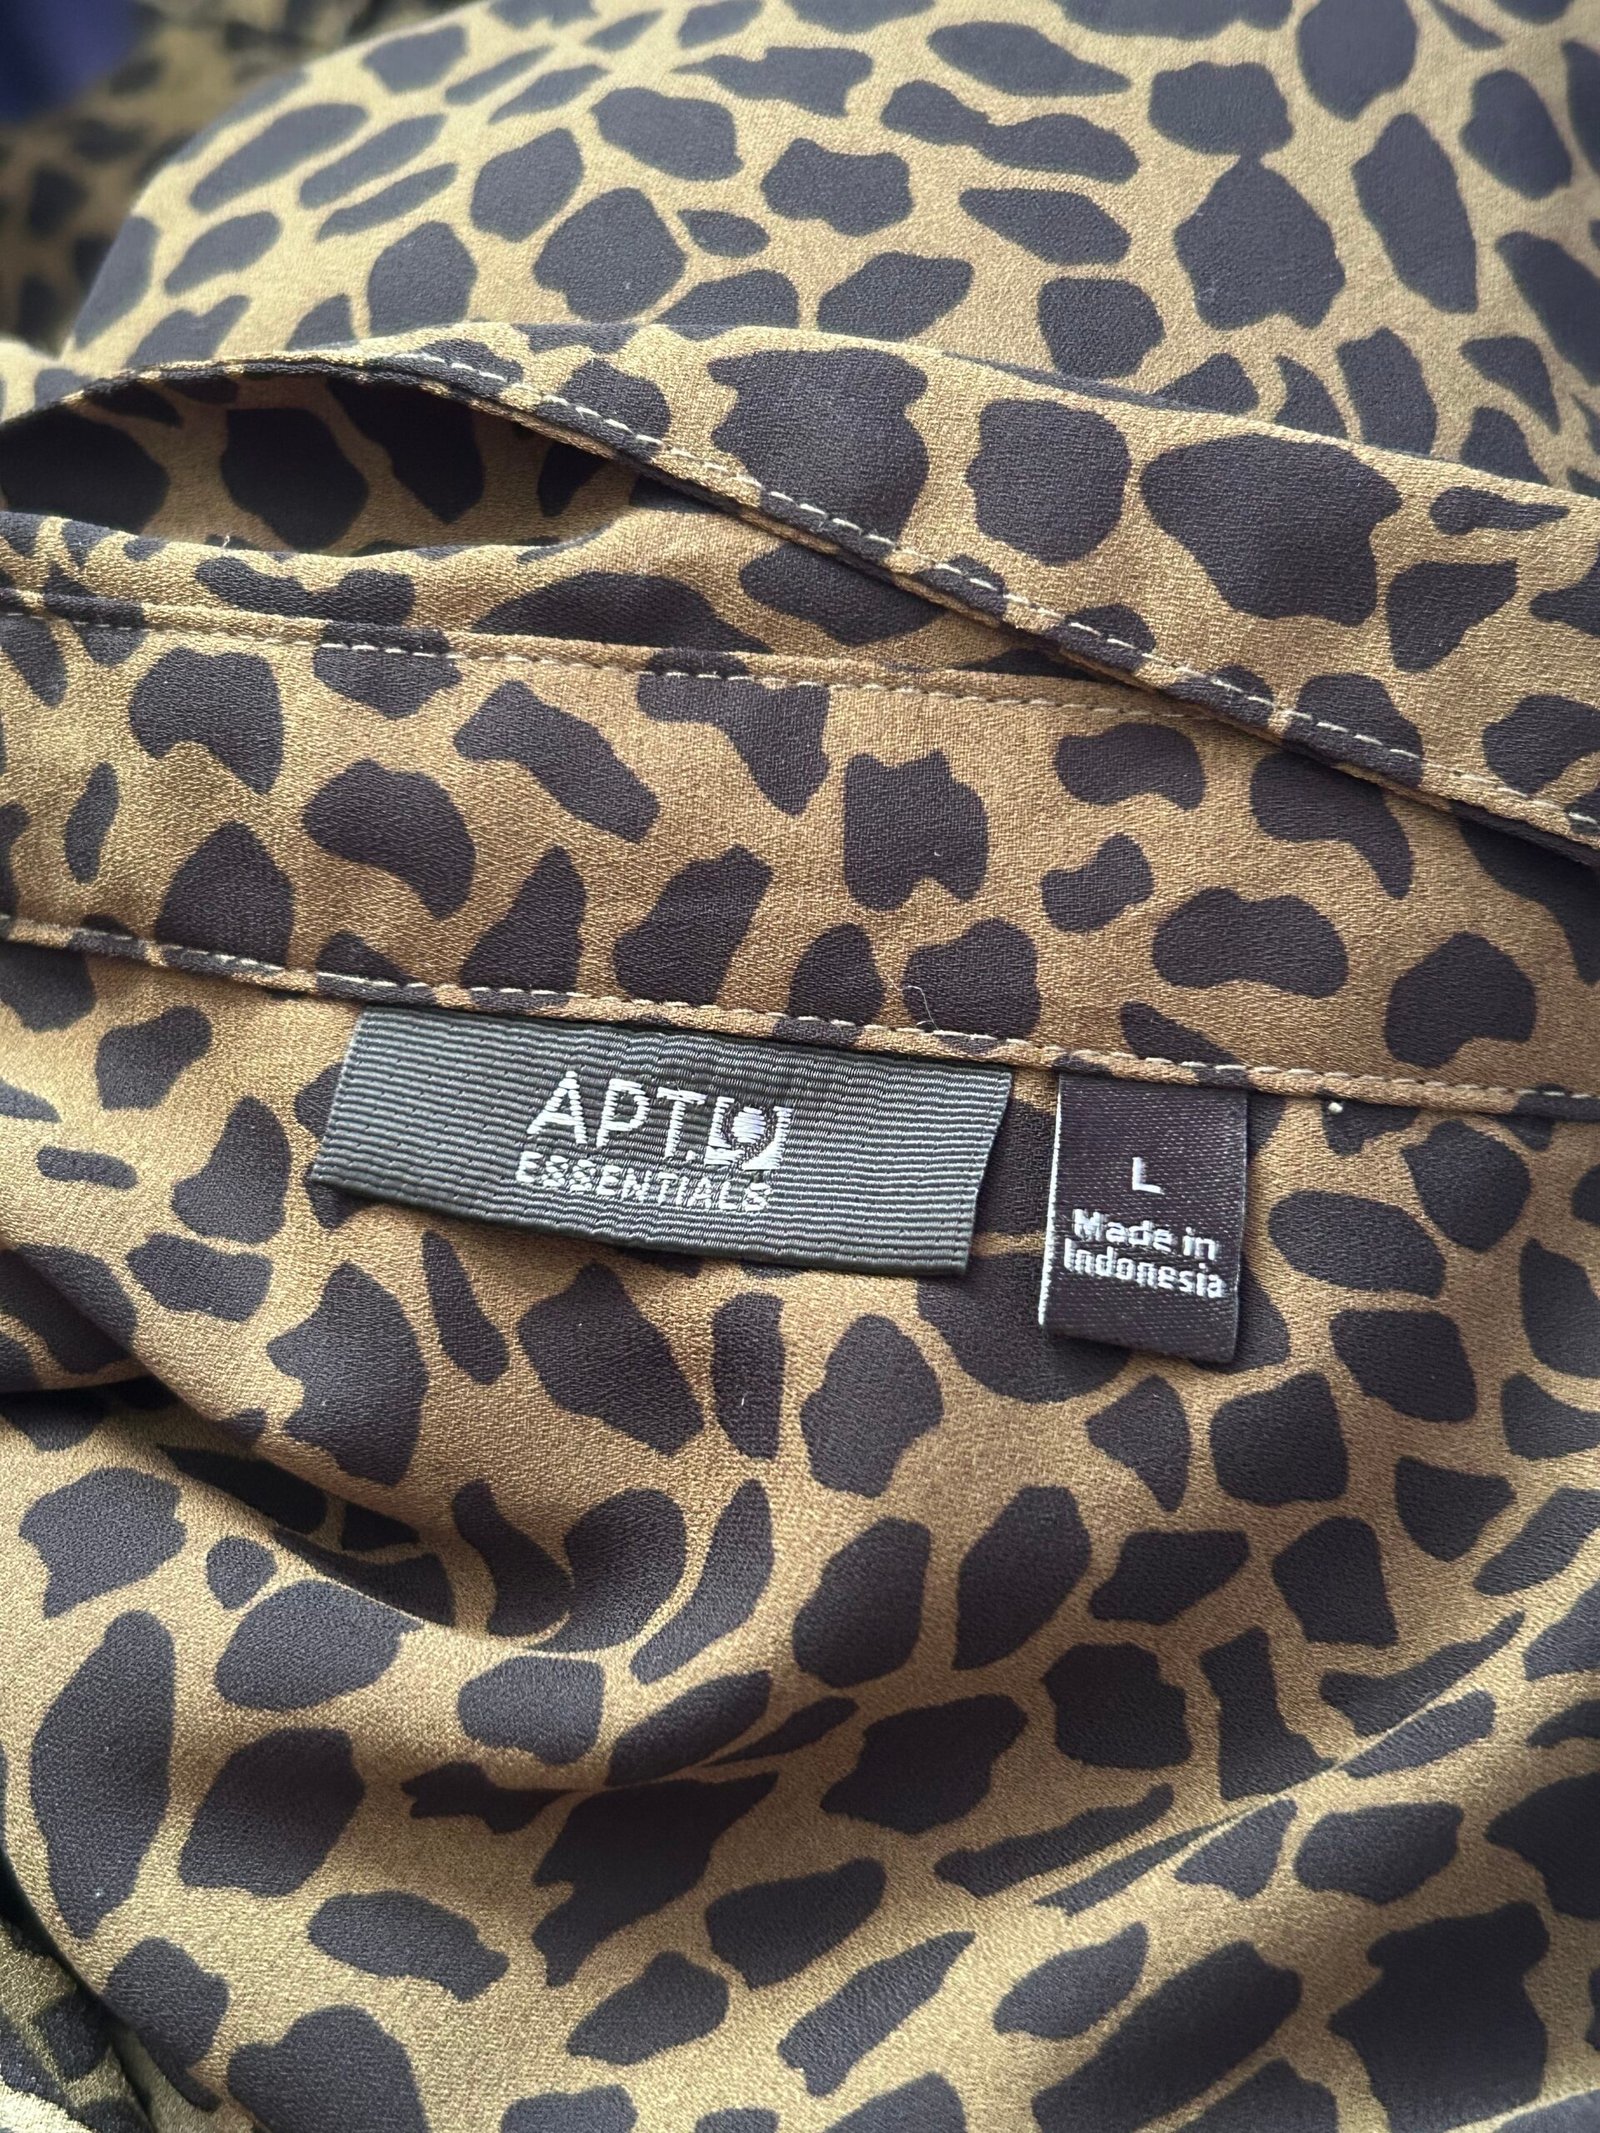 APT.9
ESSENTIALS
L
Made in
Indonesia